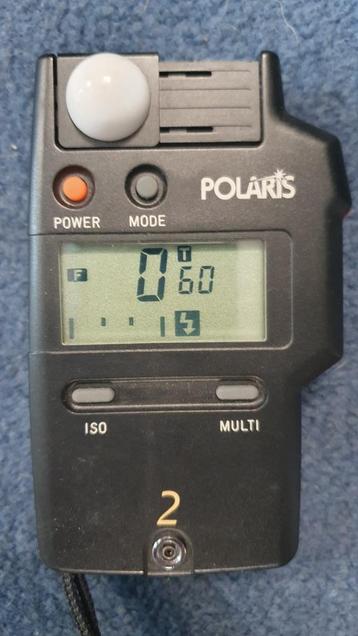 POLARIS
POWER MODE
T
F 0 60
ISO MULTI
2